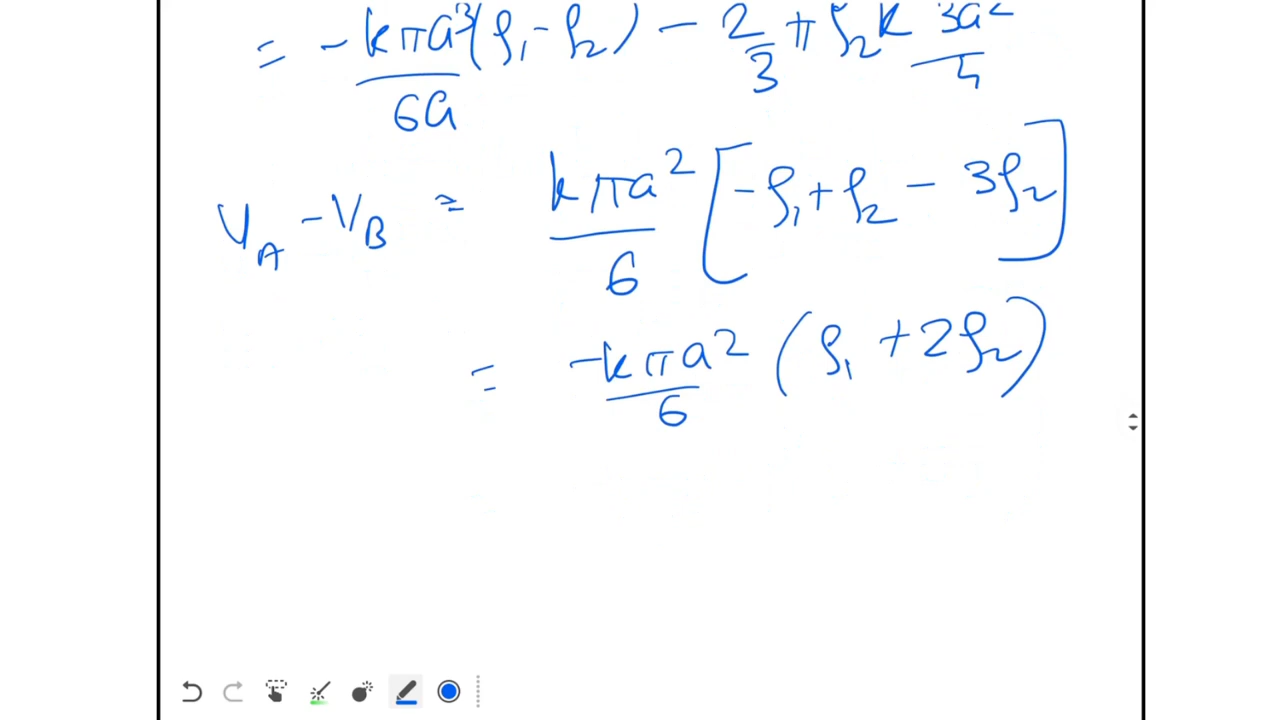 = -kπa³/6a (ρ₁ - ρ₂) - 2/3 π ρ₂ k 3a²/4
V_A - V_B = kπa²/6 [-ρ₁ + ρ₂ - 3ρ₂]
= -kπa²/6 (ρ₁ + 2ρ₂)